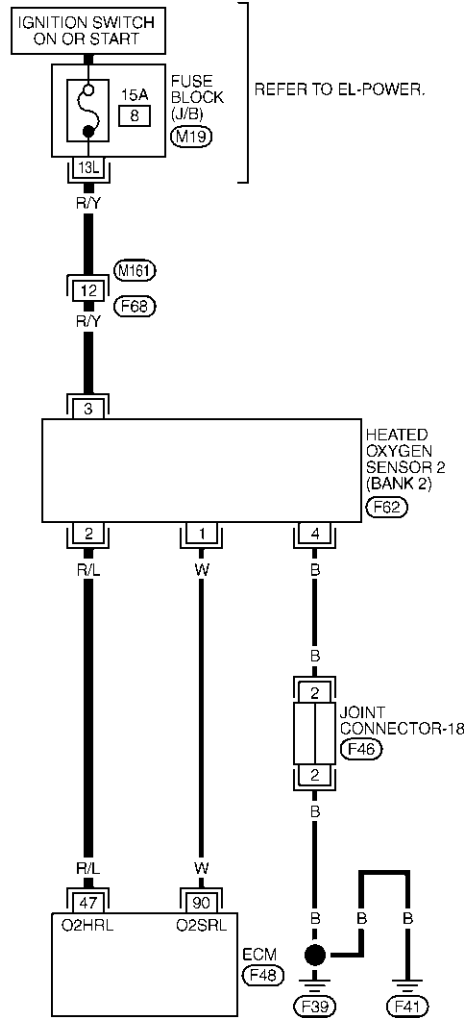 IGNITION SWITCH
ON OR START
15A
8
FUSE
BLOCK
(J/B)
M19
REFER TO EL-POWER.
13L
R/Y
M161
12
F68
R/Y
3
HEATED
OXYGEN
SENSOR 2
(BANK 2)
F62
2 1 4
R/L W B
B
2
JOINT
CONNECTOR-18
F46
2
B
R/L W
47 90 B B B
O2HRL O2SRL
ECM
F48
F39 F41